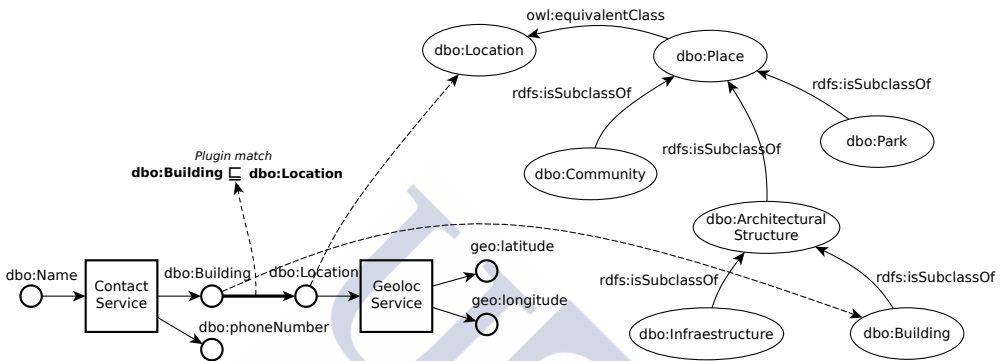 owl:equivalentClass
dbo:Location
dbo:Place
rdfs:isSubclassOf
rdfs:isSubclassOf
dbo:Park
rdfs:isSubclassOf
Plugin match
dbo:Building ⊑ dbo:Location
dbo:Community
dbo:Architectural
Structure
geo:latitude
dbo:Name
dbo:Building
dbo:Location
Contact
Service
Geoloc
Service
rdfs:isSubclassOf
rdfs:isSubclassOf
geo:longitude
dbo:phoneNumber
dbo:Infraestructure
dbo:Building